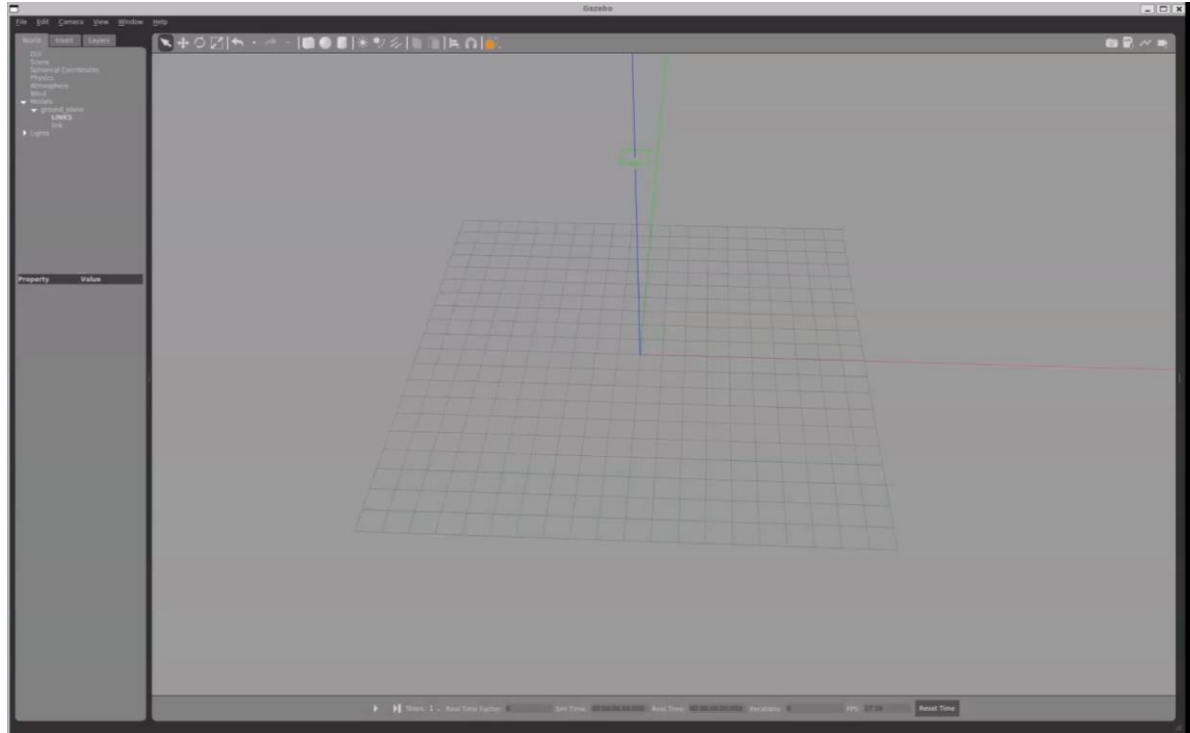 Gazebo
File Edit Camera View Window Help
World Insert Layers
GUI
Scene
Spherical Coordinates
Physics
Atmosphere
Wind
Models
ground_plane
LINKS
link
Lights
Property Value
Steps: 1 Real Time Factor: Sim Time: Real Time: Iterations: FPS: Reset Time